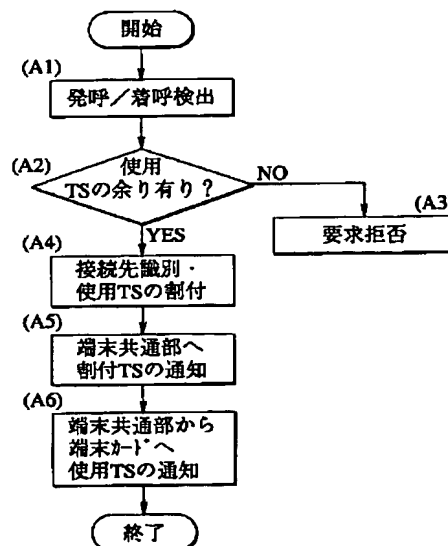 開始
(A1)
発呼／着呼検出
(A2)
使用
TSの余り有り？
NO
(A3)
要求拒否
YES
(A4)
接続先識別・
使用TSの割付
(A5)
端末共通部へ
割付TSの通知
(A6)
端末共通部から
端末ｶｰﾄﾞへ
使用TSの通知
終了